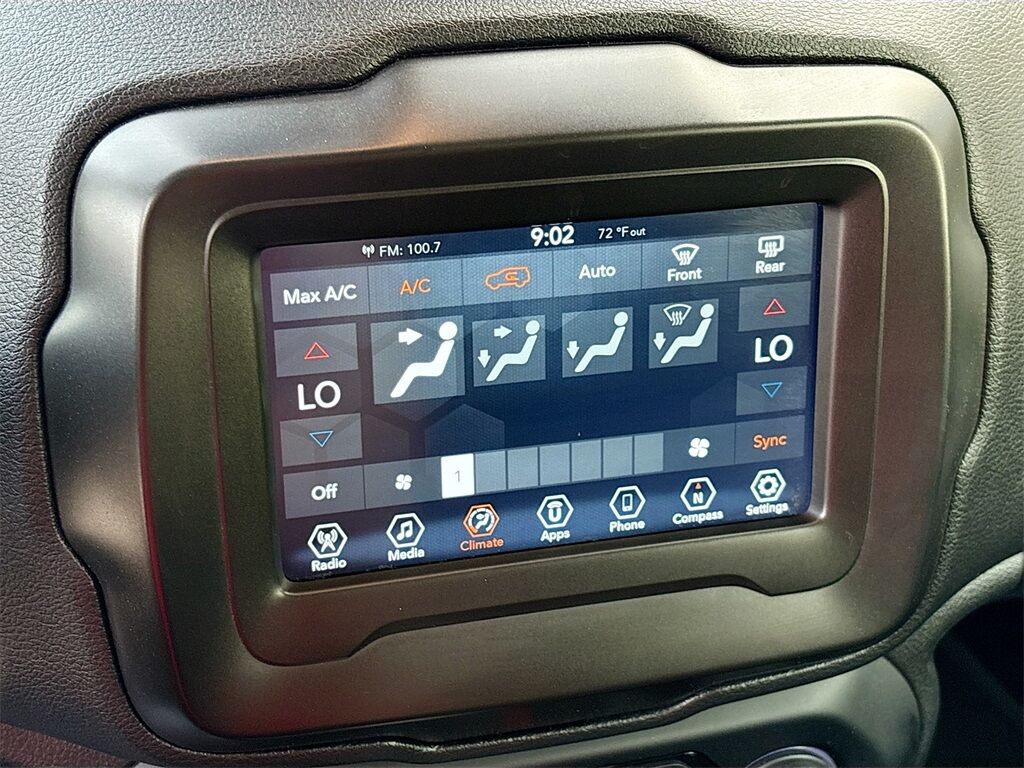 FM: 100.7 9:02 72 °F out
Max A/C A/C Auto Front Rear
LO LO
Off 1 Sync
Radio Media Climate Apps Phone N Compass Settings